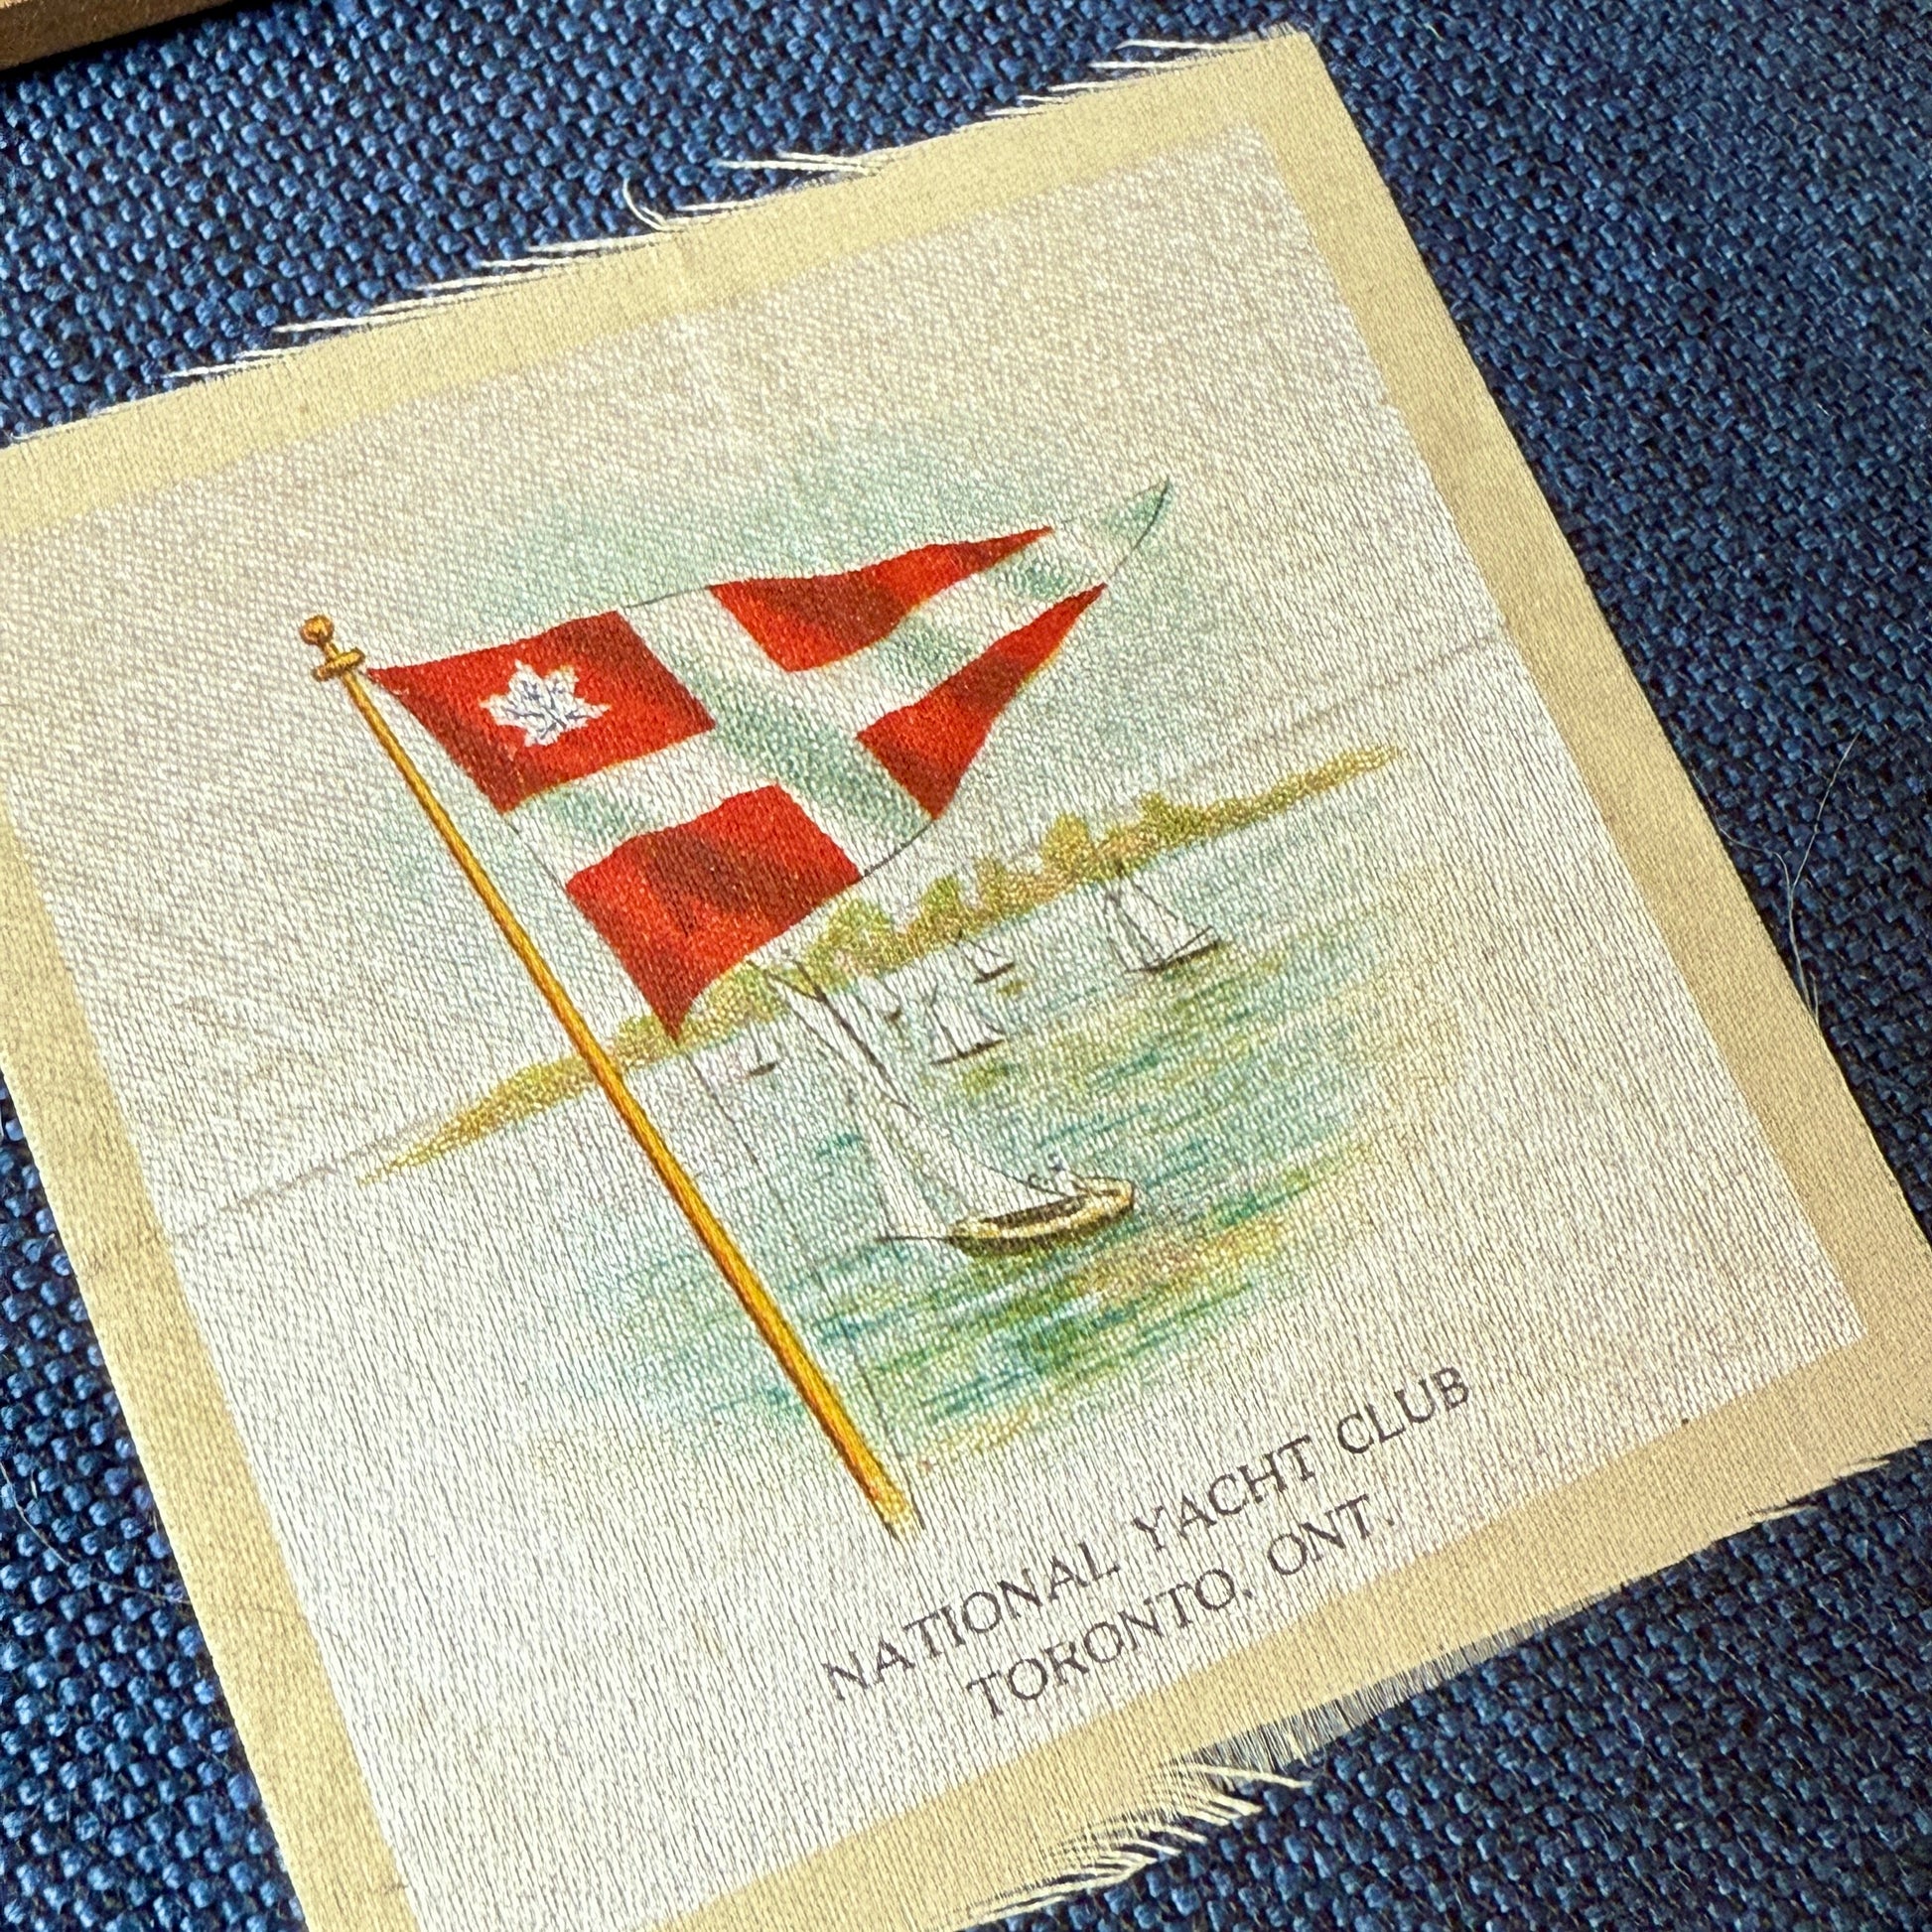 NATIONAL YACHT CLUB
TORONTO, ONT.